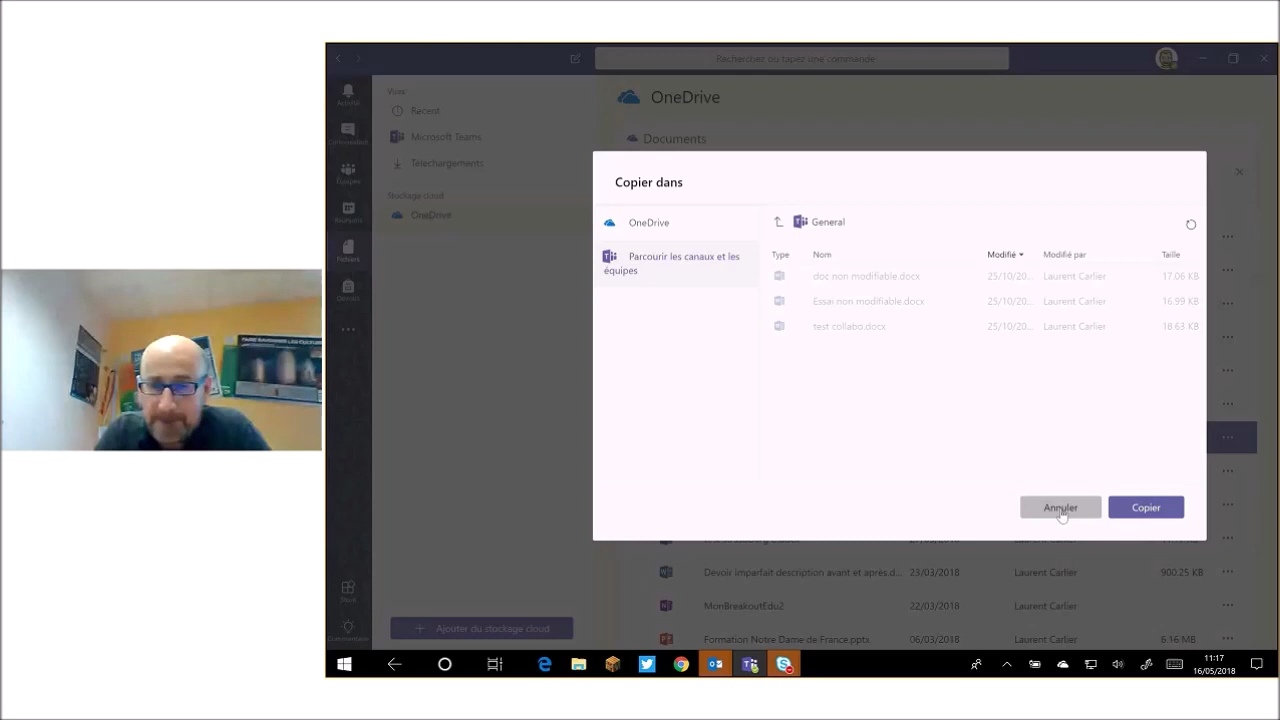 Recherchez ou tapez une commande
Vues
Récent
Microsoft Teams
Téléchargements
Stockage cloud
OneDrive
Activité
Équipes
Réunions
Fichiers
Devoirs
Store
Commentaire
Ajouter du stockage cloud
OneDrive
Documents
Copier dans
OneDrive
Parcourir les canaux et les
équipes
General
Type Nom Modifié Modifié par Taille
doc non modifiable.docx 25/10/20... Laurent Carlier 17.06 KB
Essai non modifiable.docx 25/10/20... Laurent Carlier 16.99 KB
test collabo.docx 25/10/20... Laurent Carlier 18.63 KB
Annuler Copier
Devoir imparfait description avant et après.d... 23/03/2018 Laurent Carlier 900.25 KB
MonBreakoutEdu2 22/03/2018 Laurent Carlier
Formation Notre Dame de France.pptx 06/03/2018 Laurent Carlier 6.16 MB
11:17
16/05/2018